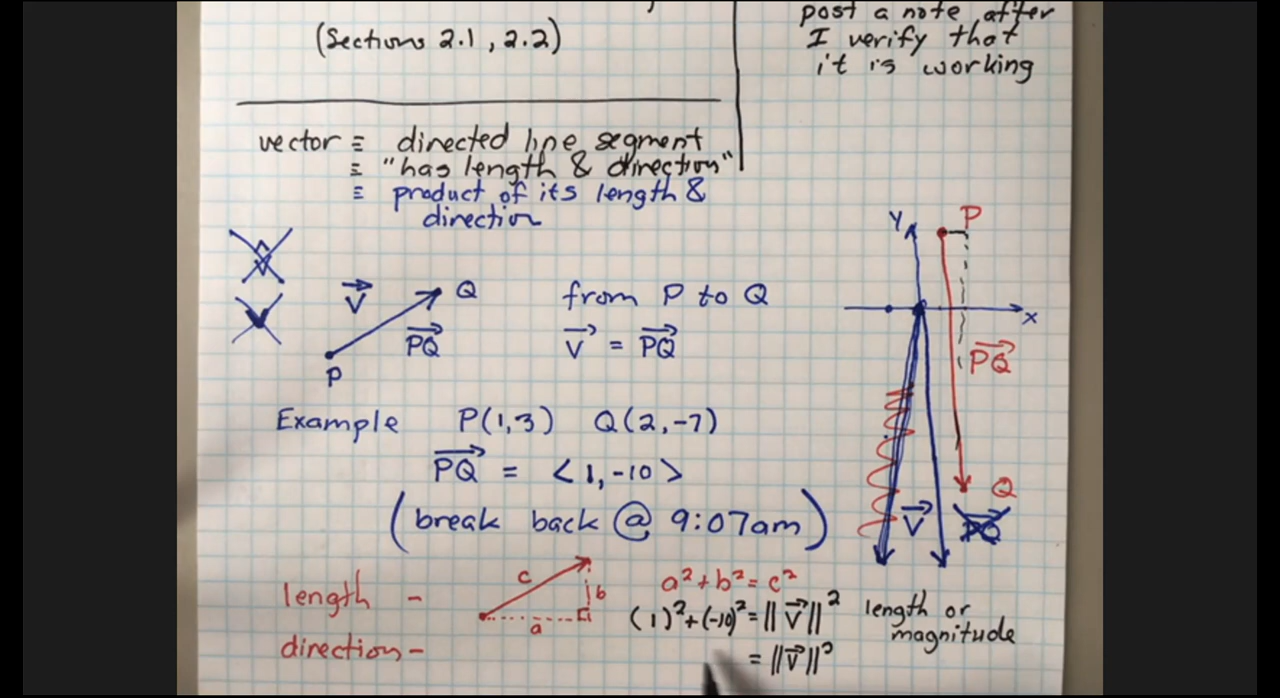 (Sections 2.1, 2.2)
post a note after
I verify that
it is working
vector ≡ directed line segment
≡ "has length & direction"
≡ product of its length &
direction
V
Q
PQ
P
from P to Q
V = PQ
Y
P
x
PQ
Q
V
PQ
Example P(1,3) Q(2,-7)
PQ = <1,-10>
(break back @ 9:07am)
length -
direction -
c
b
a
a² + b² = c²
(1)² + (-10)² = ||V||²
= ||V||²
length or
magnitude